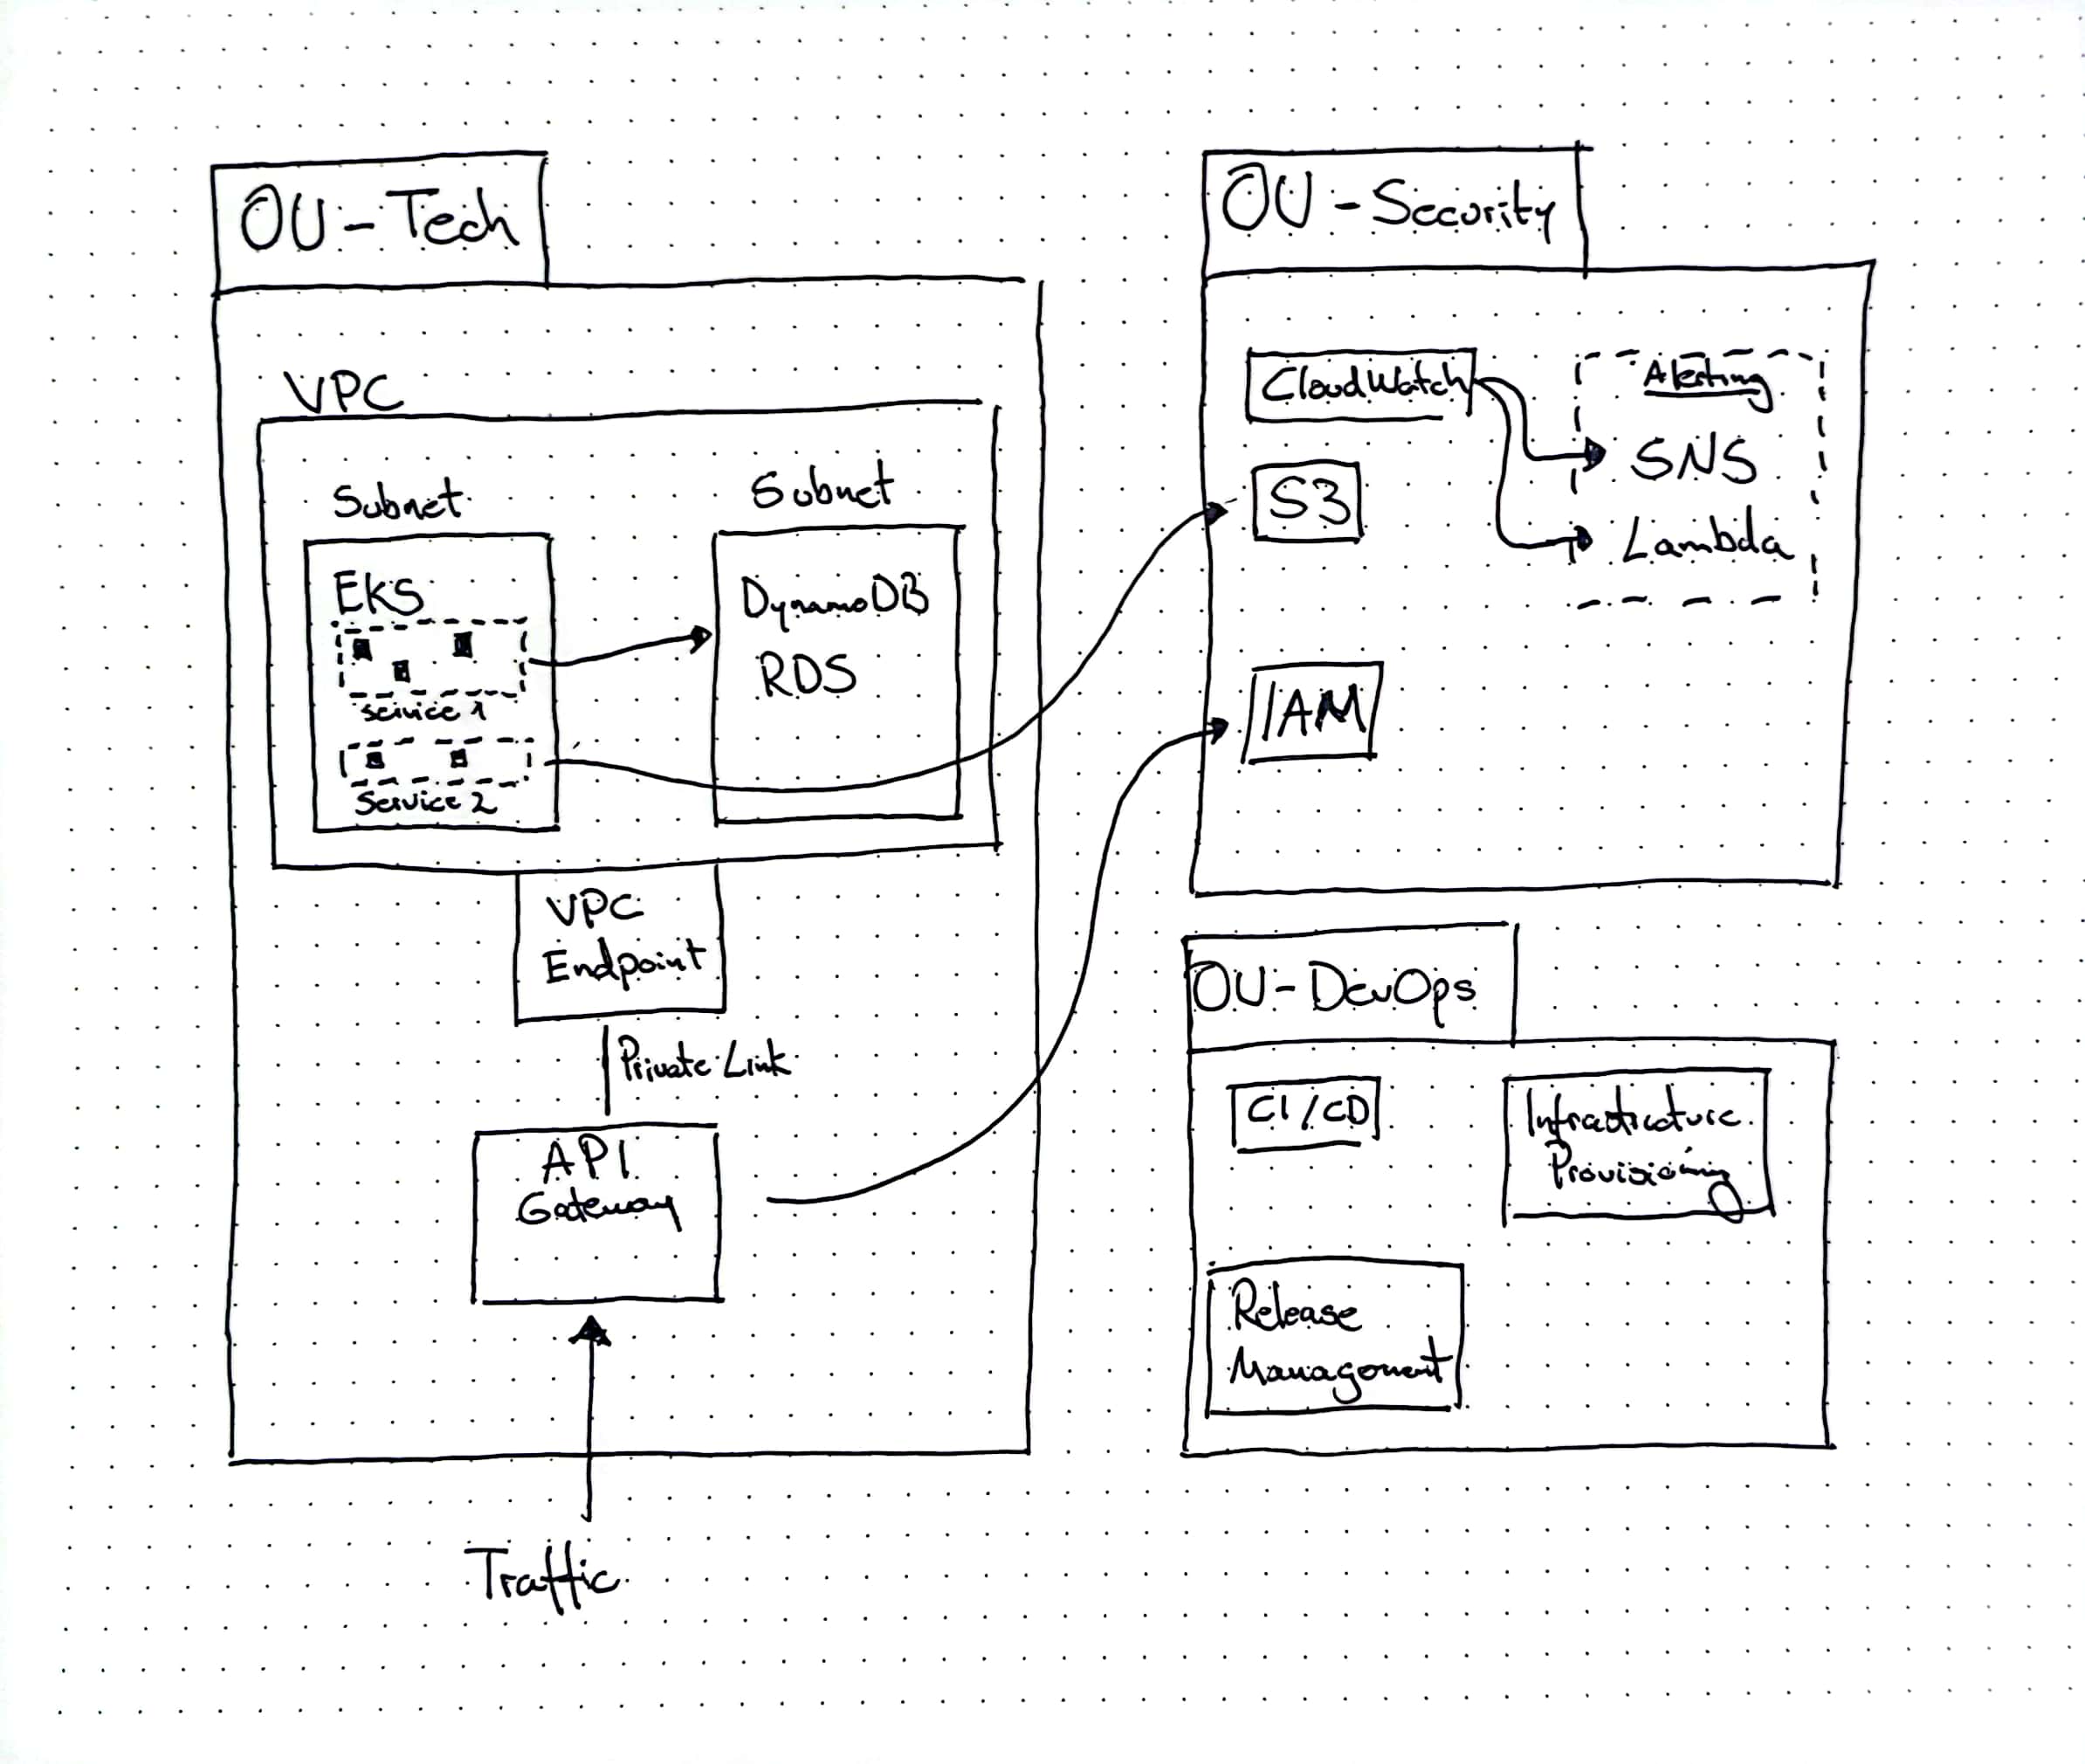 OU-Tech
VPC
Subnet
EKS
Service 1
Service 2
Subnet
DynamoDB
RDS
VPC
Endpoint
Private Link
API
Gateway
Traffic
OU-Security
CloudWatch
Alerting
SNS
Lambda
S3
IAM
OU-DevOps
CI/CD
Infrastructure
Provisioning
Release
Management